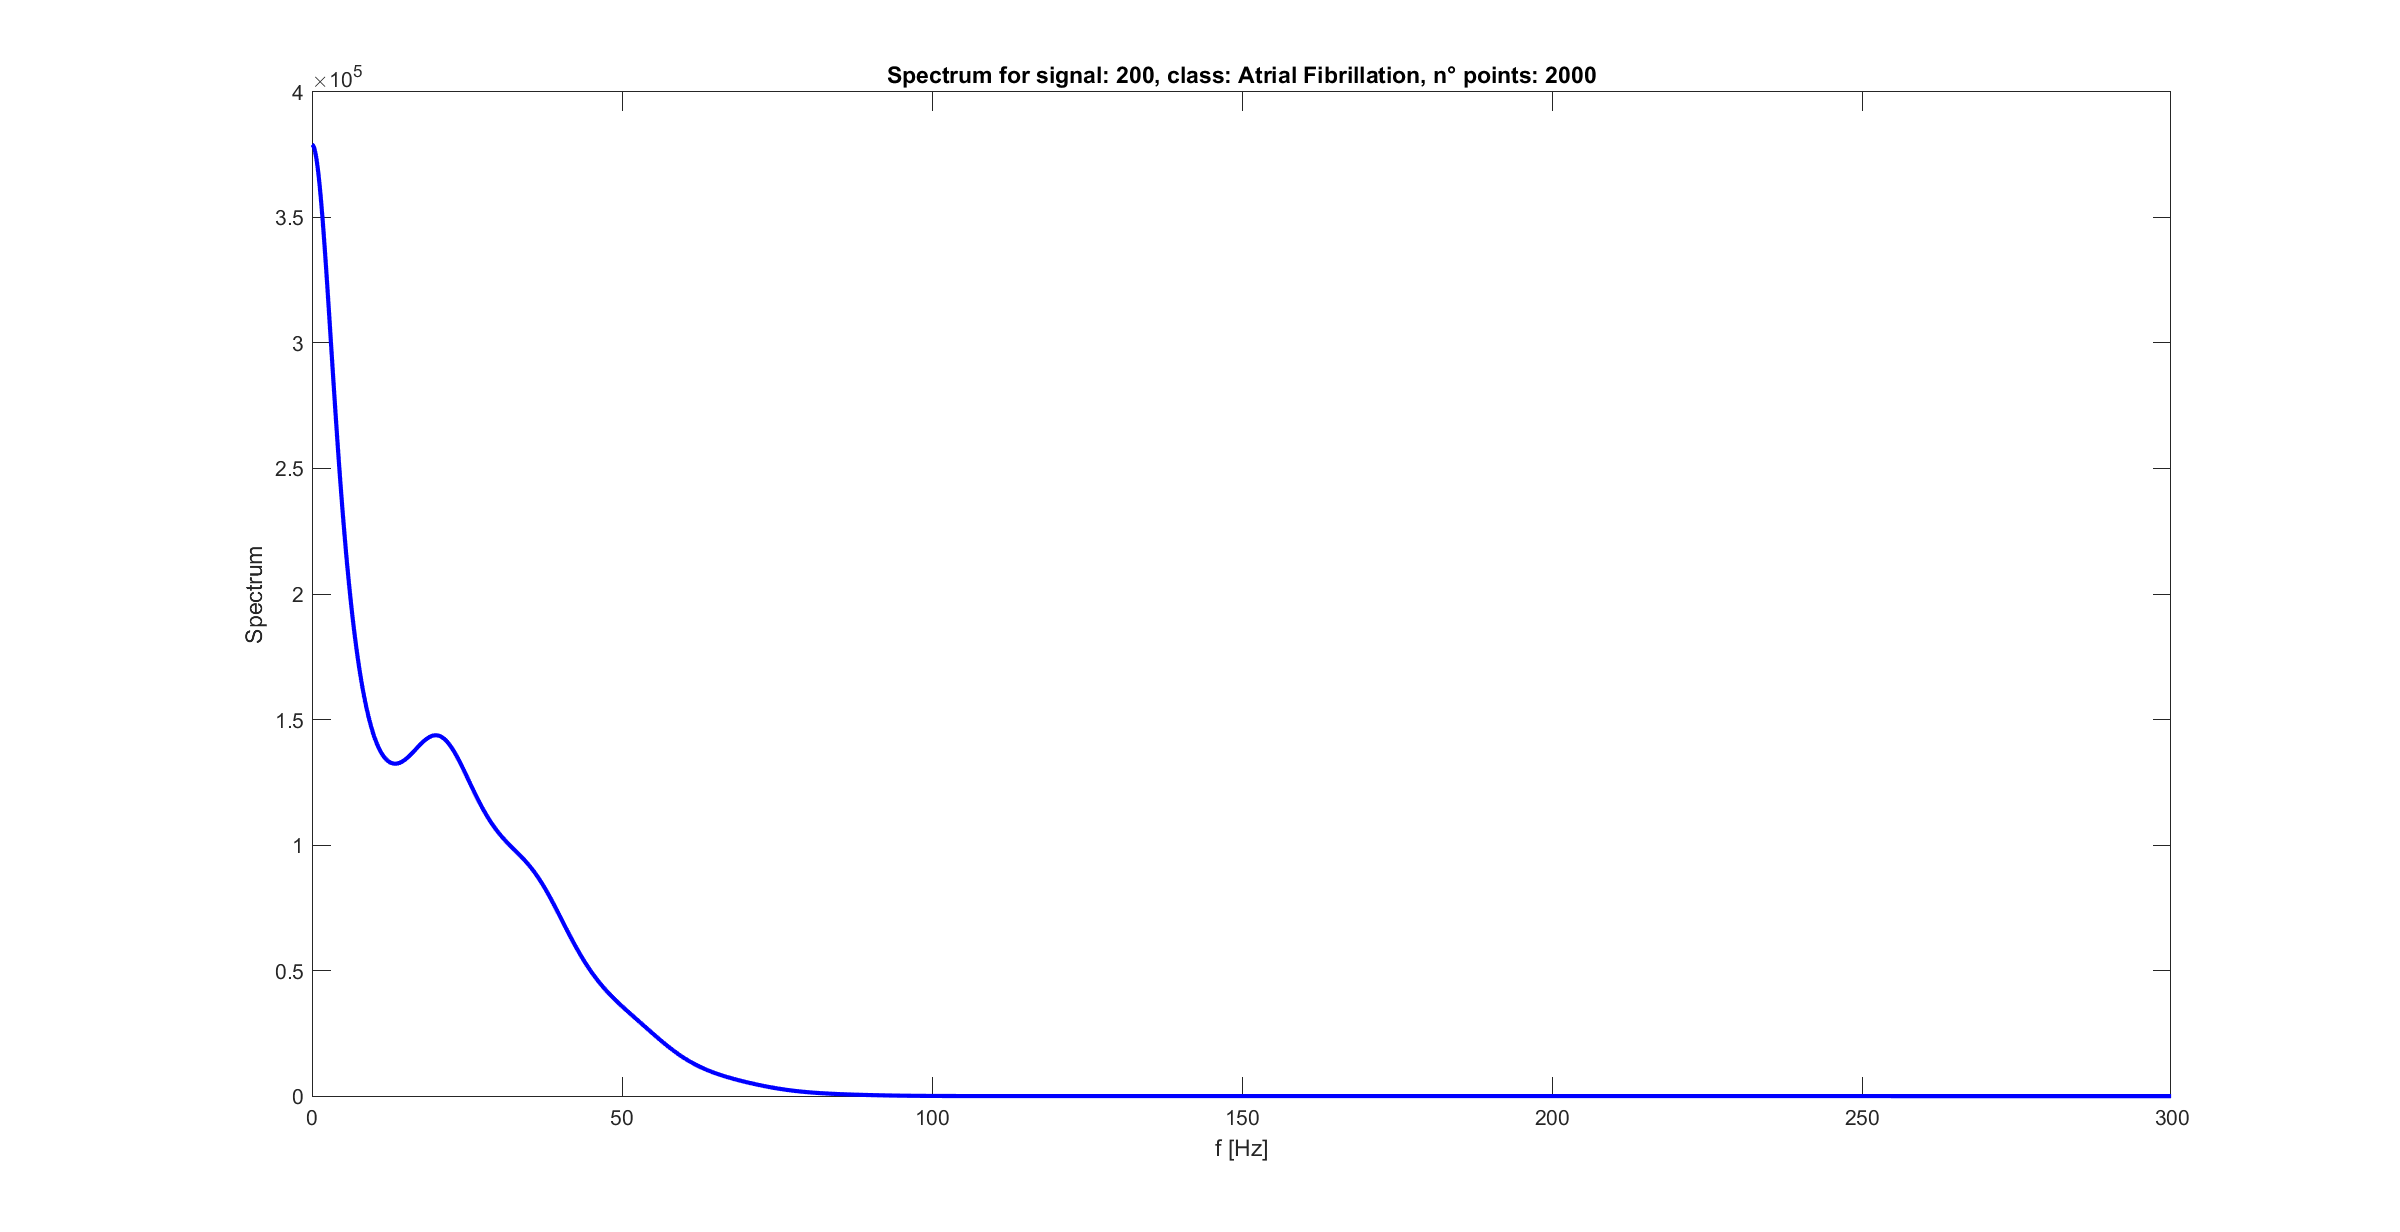 Spectrum for signal: 200, class: Atrial Fibrillation, n° points: 2000
×10^5
4
3.5
3
2.5
2
1.5
1
0.5
0
Spectrum
0 50 100 150 200 250 300
f [Hz]